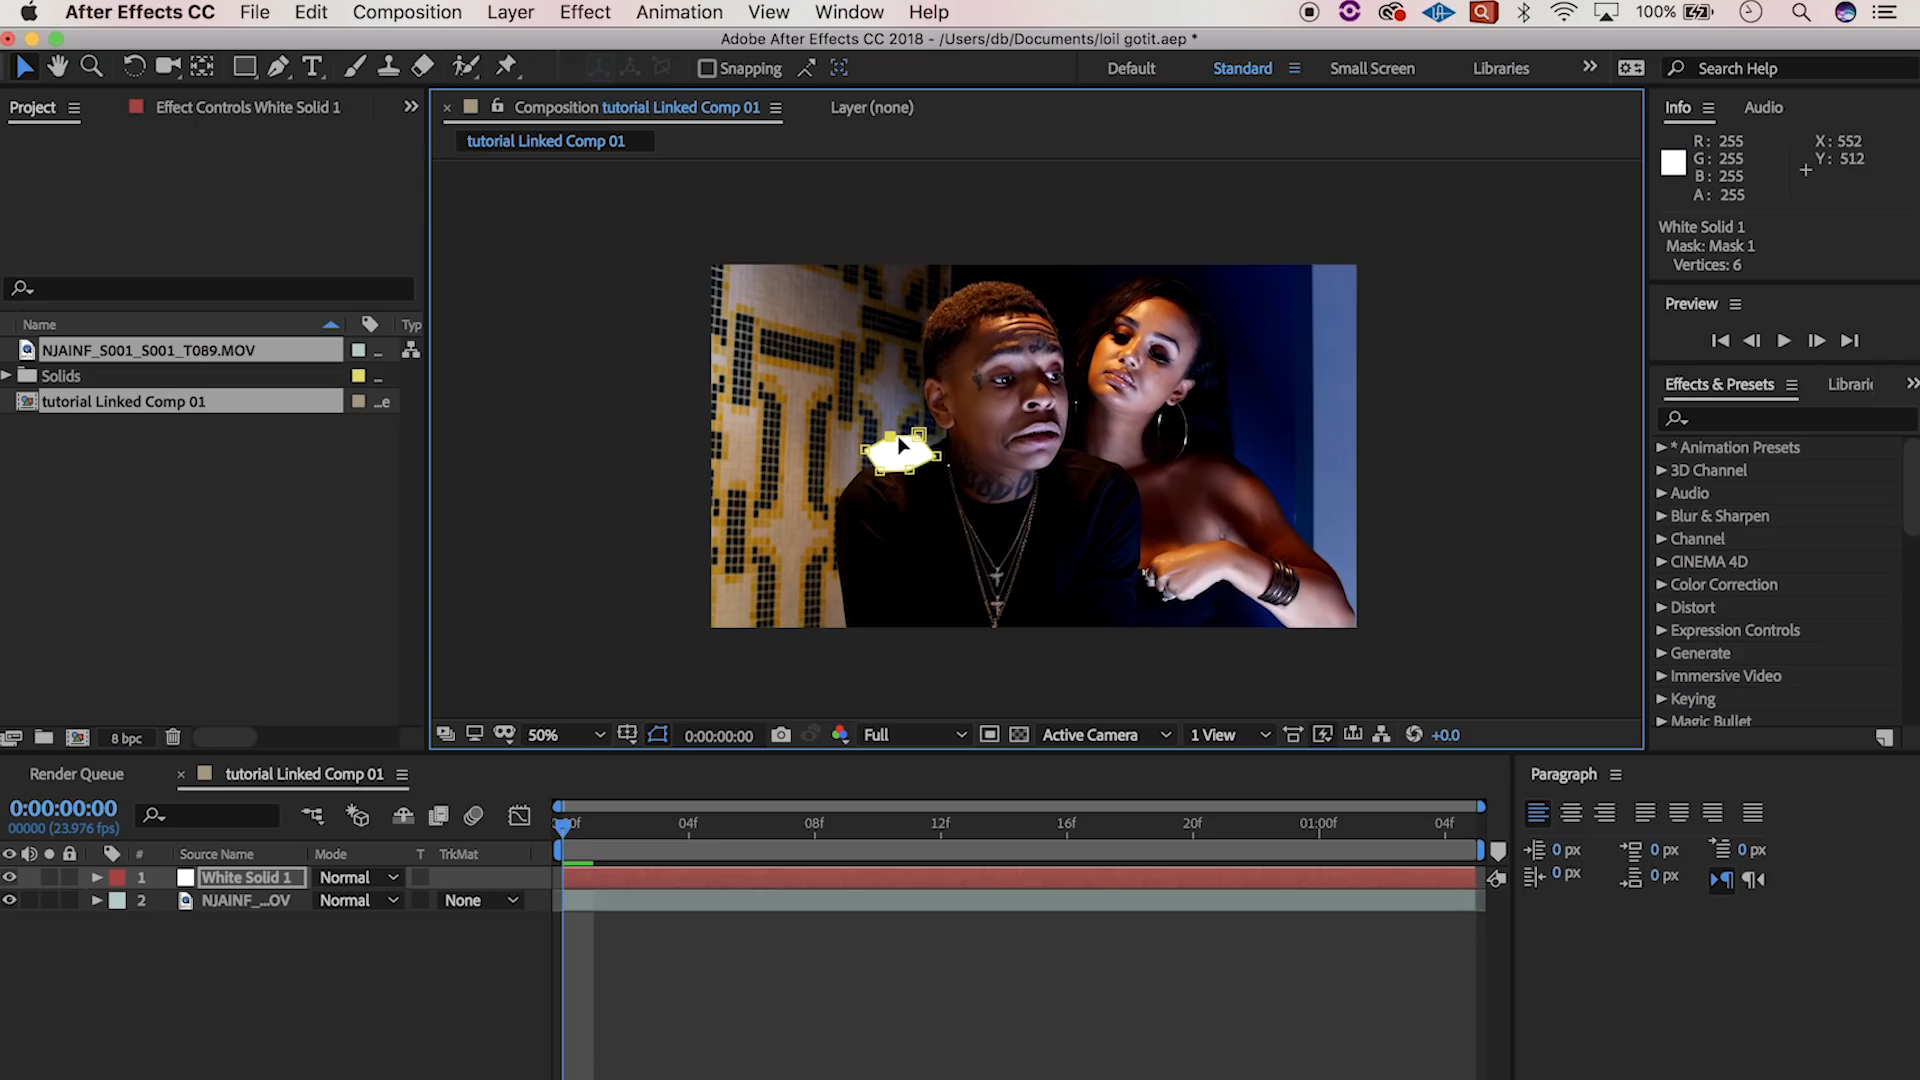 After Effects CC File Edit Composition Layer Effect Animation View Window Help 100%
Adobe After Effects CC 2018 - /Users/db/Documents/loil gotit.aep *
Snapping Default Standard Small Screen Libraries Search Help
Project Effect Controls White Solid 1
Composition tutorial Linked Comp 01 Layer (none)
tutorial Linked Comp 01
Info Audio
R: 255 X: 552
G: 255 Y: 512
B: 255
A: 255
White Solid 1
Mask: Mask 1
Vertices: 6
Preview
Name Typ
NJAINF_S001_S001_T089.MOV ...
Solids ...
tutorial Linked Comp 01 ...e
8 bpc
Effects & Presets Librari
* Animation Presets
3D Channel
Audio
Blur & Sharpen
Channel
CINEMA 4D
Color Correction
Distort
Expression Controls
Generate
Immersive Video
Keying
Magic Bullet
50% 0:00:00:00 Full Active Camera 1 View +0.0
Render Queue tutorial Linked Comp 01
0:00:00:00
00000 (23.976 fps)
04f 08f 12f 16f 20f 01:00f 04f
# Source Name Mode T TrkMat
1 White Solid 1 Normal
2 NJAINF_...OV Normal None
Paragraph
0 px 0 px 0 px
0 px 0 px